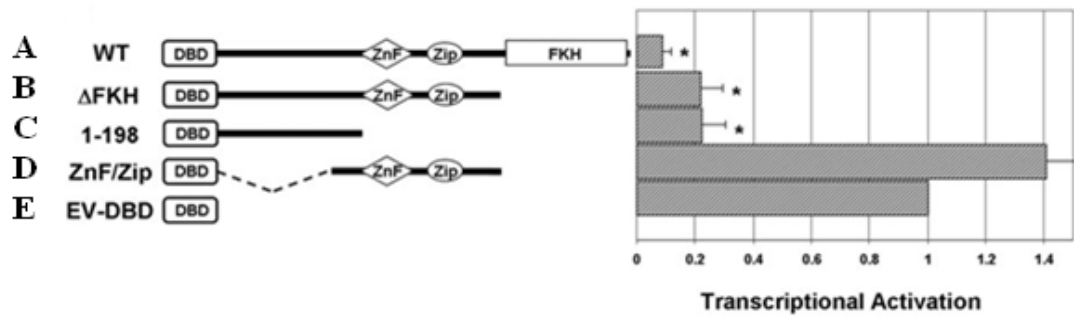 A WT DBD ZnF Zip FKH *
B ΔFKH DBD ZnF Zip *
C 1-198 DBD *
D ZnF/Zip DBD ZnF Zip
E EV-DBD DBD
0 0.2 0.4 0.6 0.8 1 1.2 1.4
Transcriptional Activation